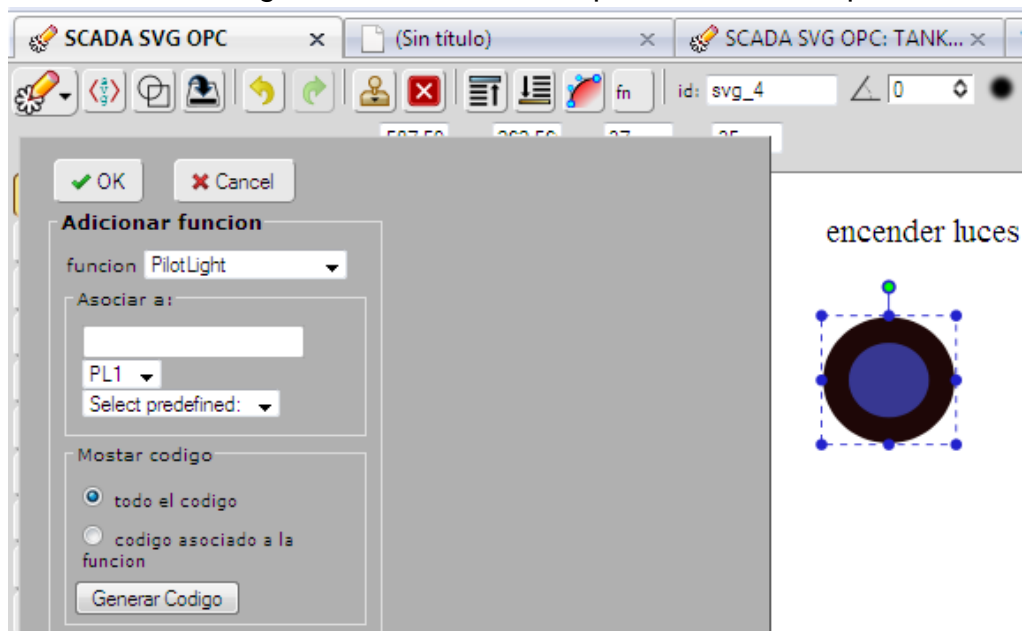 SCADA SVG OPC
(Sin título)
SCADA SVG OPC: TANK...
fn
id: svg_4
0
OK
Cancel
Adicionar funcion
funcion PilotLight
encender luces
Asociar a:
PL1
Select predefined:
Mostar codigo
todo el codigo
codigo asociado a la
funcion
Generar Codigo